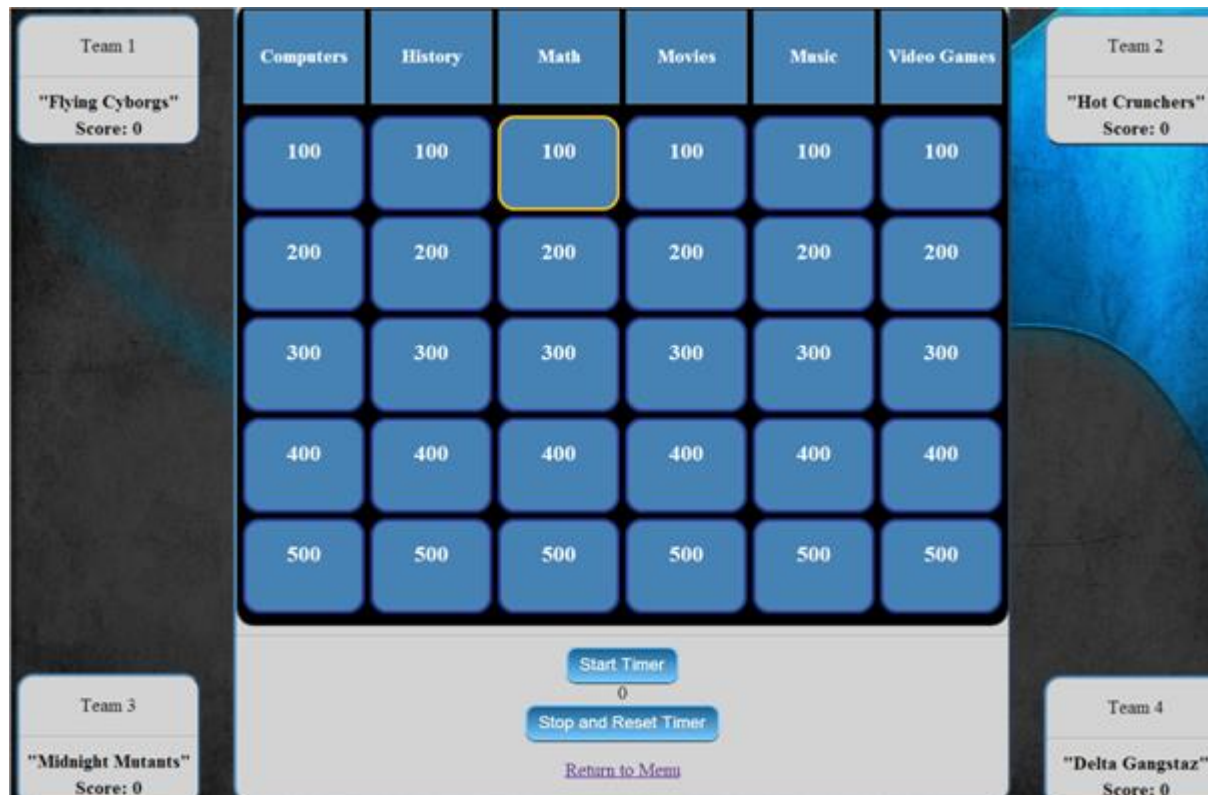 Team 1
"Flying Cyborgs"
Score: 0
Team 2
"Hot Crunchers"
Score: 0
Computers History Math Movies Music Video Games
100 100 100 100 100 100
200 200 200 200 200 200
300 300 300 300 300 300
400 400 400 400 400 400
500 500 500 500 500 500
Start Timer
0
Stop and Reset Timer
Return to Menu
Team 3
"Midnight Mutants"
Score: 0
Team 4
"Delta Gangstaz"
Score: 0